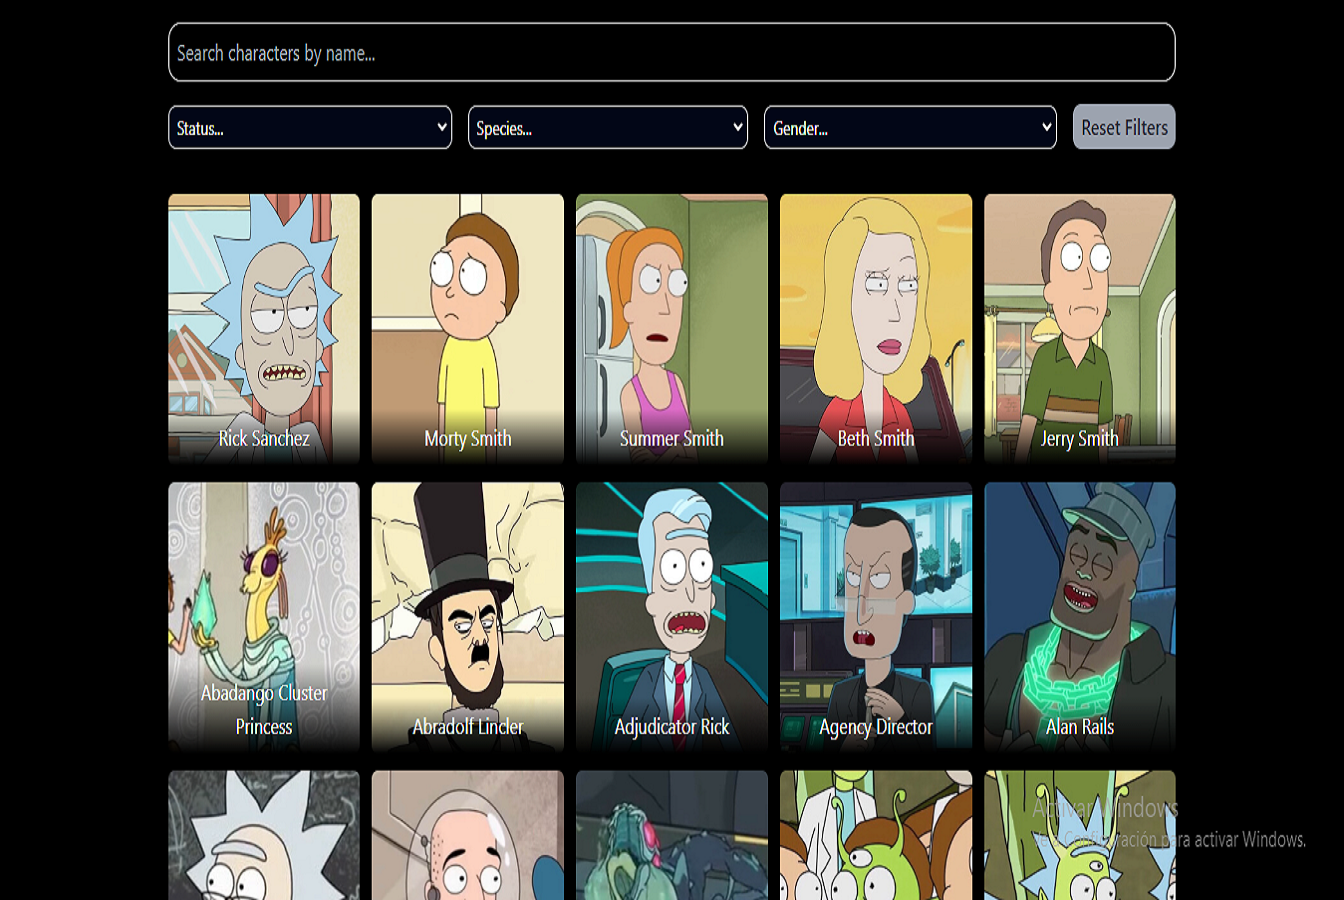 Search characters by name...
Status...
Species...
Gender...
Reset Filters
Rick Sanchez
Morty Smith
Summer Smith
Beth Smith
Jerry Smith
Abadango Cluster
Princess
Abradolf Lincler
Adjudicator Rick
Agency Director
Alan Rails
Activar Windows
Configuración para activar Windows.